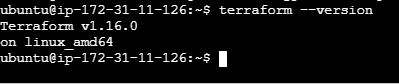 ubuntu@ip-172-31-11-126:~$ terraform --version
Terraform v1.16.0
on linux_amd64
ubuntu@ip-172-31-11-126:~$